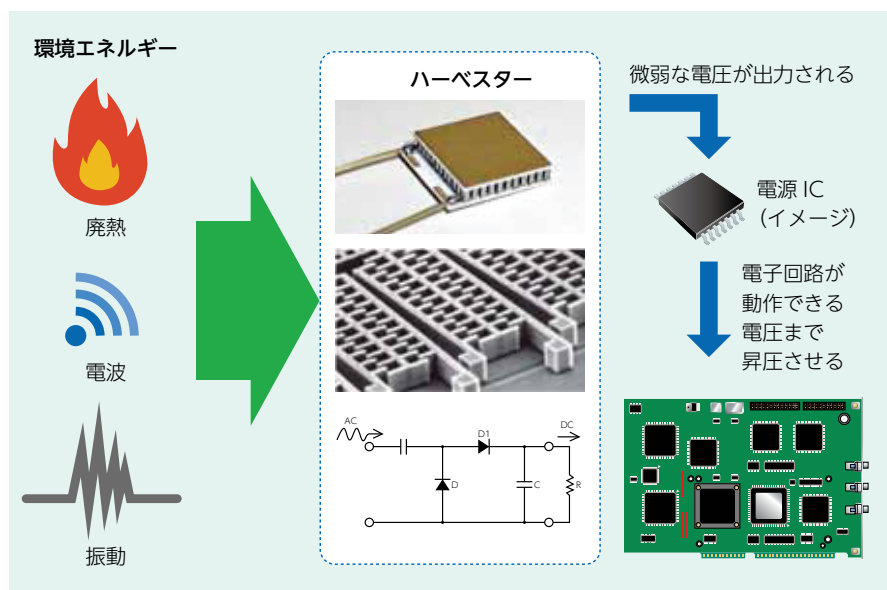 環境エネルギー
廃熱
電波
振動
ハーベスター
AC
D1
DC
D
C
R
微弱な電圧が出力される
電源 IC
（イメージ）
電子回路が
動作できる
電圧まで
昇圧させる